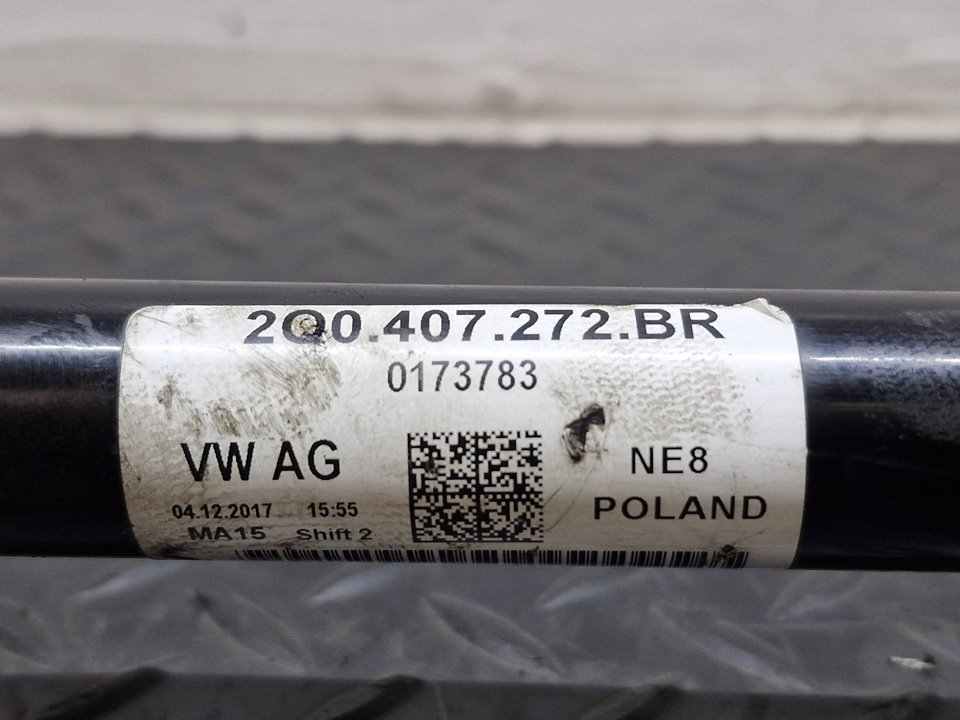 2Q0.407.272.BR
0173783
VW AG
NE8
04.12.2017 15:55
POLAND
MA15 Shift 2